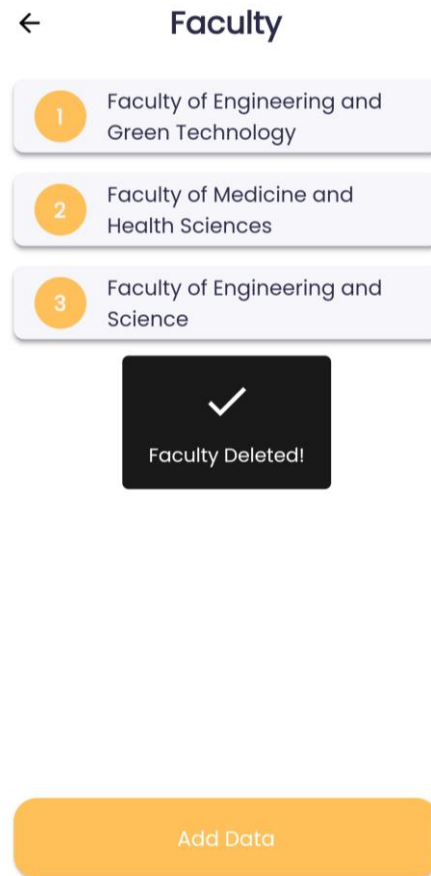 Faculty
1
Faculty of Engineering and
Green Technology
2
Faculty of Medicine and
Health Sciences
3
Faculty of Engineering and
Science
Faculty Deleted!
Add Data